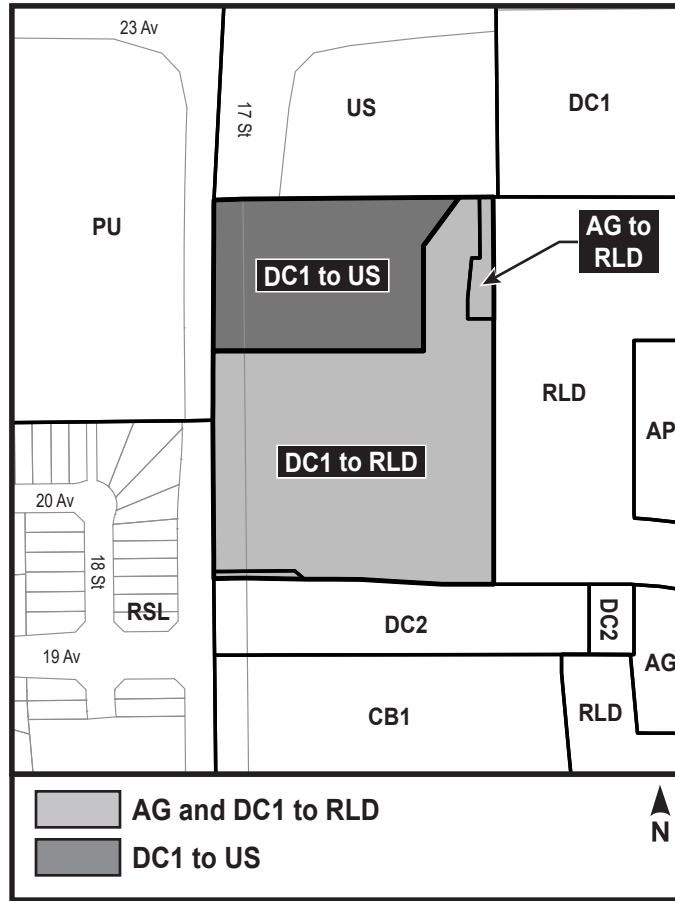 23 Av
17 St
US
DC1
PU
AG to
RLD
DC1 to US
RLD
AP
DC1 to RLD
20 Av
18 St
RSL
DC2
DC2
19 Av
AG
CB1
RLD
AG and DC1 to RLD
DC1 to US
N